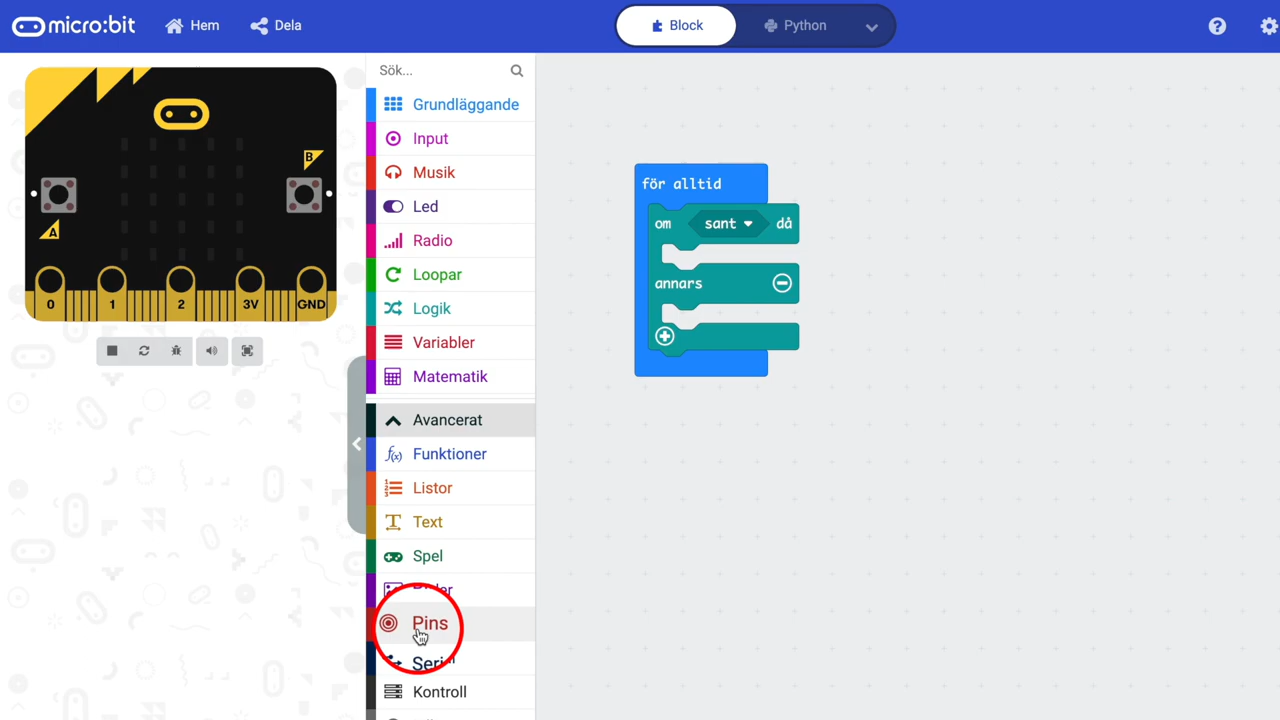 micro:bit
Hem
Dela
Block
Python
?
Sök...
Grundläggande
Input
Musik
Led
Radio
Loopar
Logik
Variabler
Matematik
Avancerat
f(x) Funktioner
Listor
Text
Spel
Pins
Kontroll
B
A
0 1 2 3V GND
för alltid
om sant då
annars